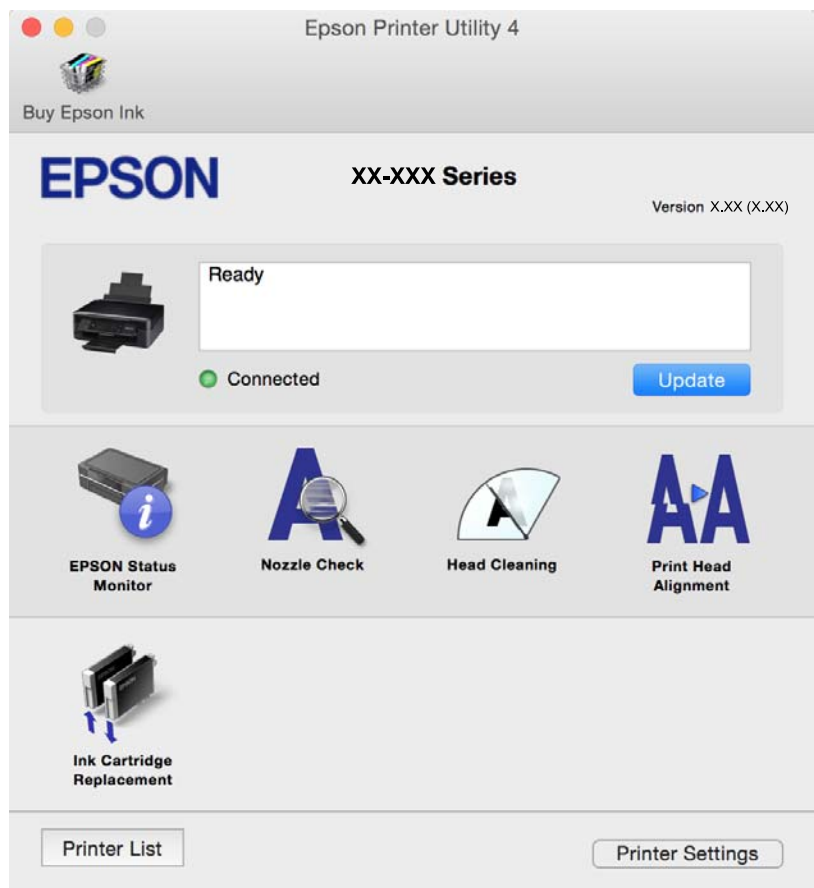 Epson Printer Utility 4
Buy Epson Ink
EPSON
XX-XXX Series
Version X.XX (X.XX)
Ready
Connected
Update
EPSON Status
Monitor
Nozzle Check
Head Cleaning
Print Head
Alignment
Ink Cartridge
Replacement
Printer List
Printer Settings